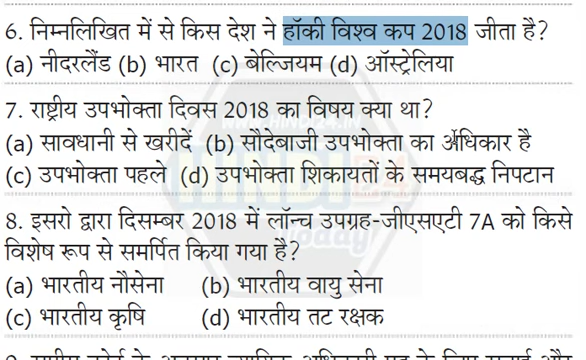 6. निम्नलिखित में से किस देश ने हॉकी विश्व कप 2018 जीता है?
(a) नीदरलैंड (b) भारत (c) बेल्जियम (d) ऑस्ट्रेलिया
7. राष्ट्रीय उपभोक्ता दिवस 2018 का विषय क्या था?
(a) सावधानी से खरीदें (b) सौदेबाजी उपभोक्ता का अधिकार है
(c) उपभोक्ता पहले (d) उपभोक्ता शिकायतों के समयबद्ध निपटान
8. इसरो द्वारा दिसम्बर 2018 में लॉन्च उपग्रह-जीएसएटी 7A को किसे
विशेष रूप से समर्पित किया गया है?
(a) भारतीय नौसेना (b) भारतीय वायु सेना
(c) भारतीय कृषि (d) भारतीय तट रक्षक